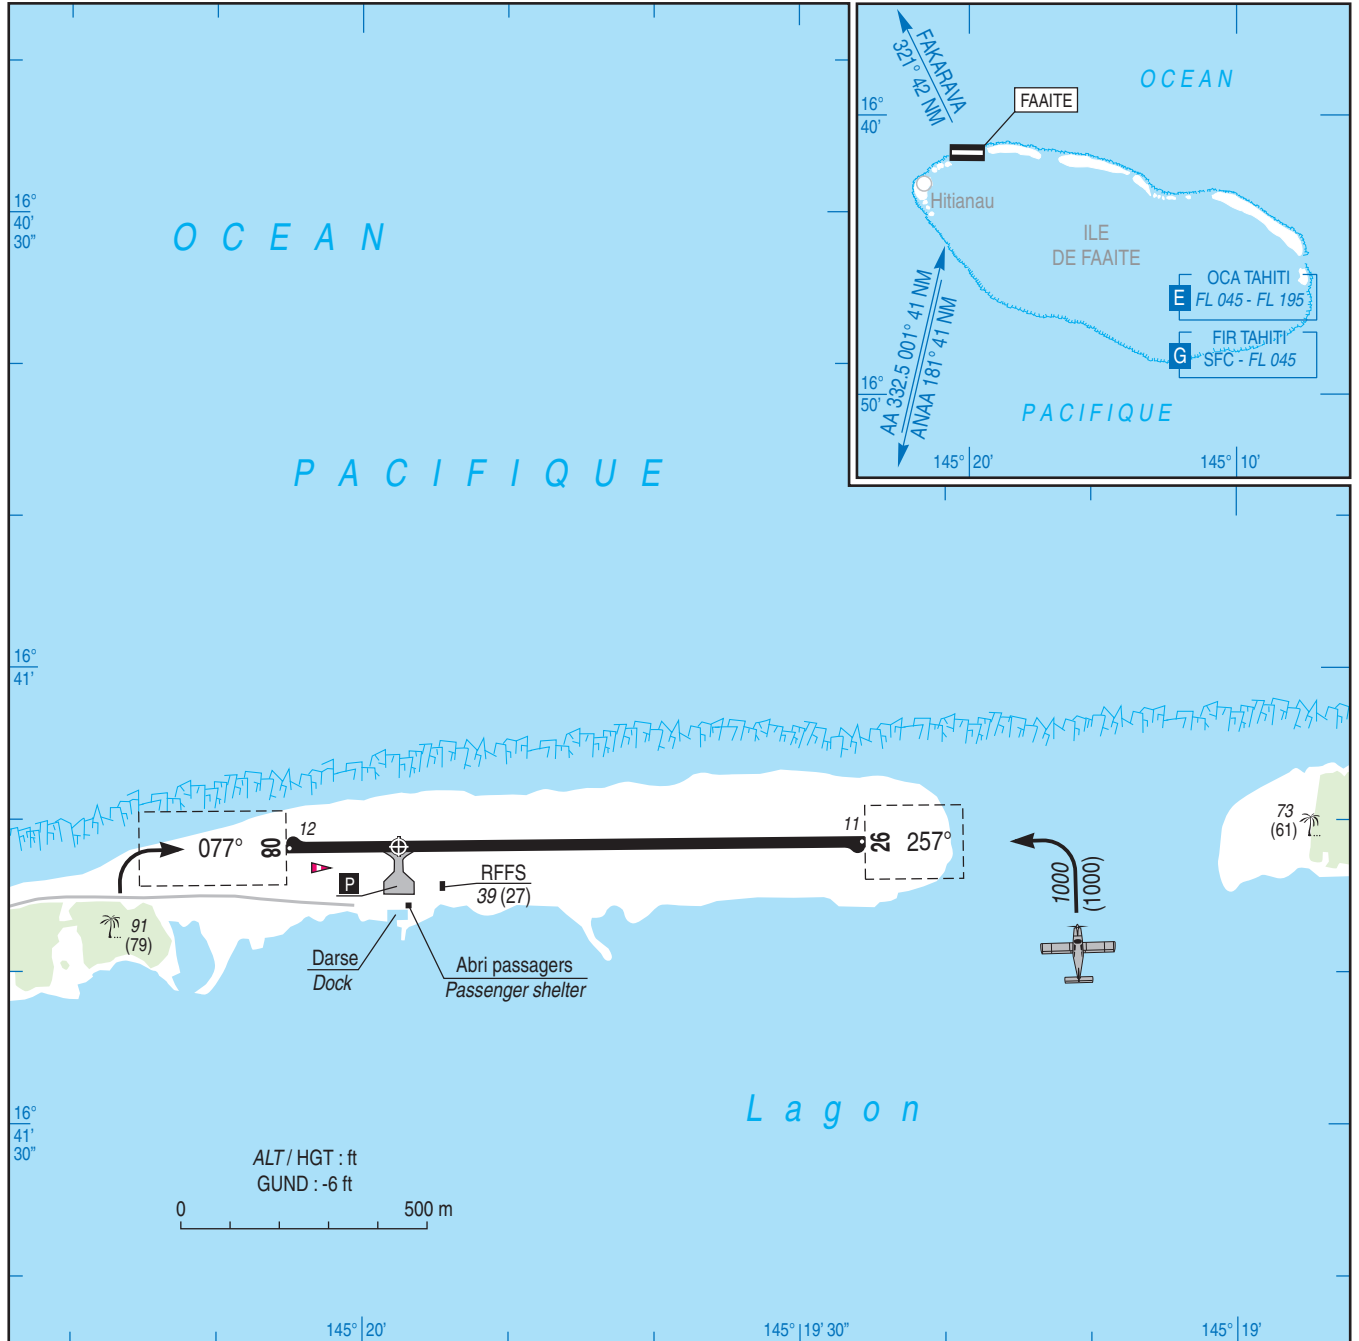 FAKARAVA
321° 42 NM
OCEAN
16°
40'
FAAITE
Hitianau
ILE
DE FAAITE
OCA TAHITI
E
FL 045 - FL 195
FIR TAHITI
G
SFC - FL 045
AA 332.5 001° 41 NM
ANAA 181° 41 NM
16°
50'
PACIFIQUE
145° 20'
145° 10'
16°
40'
30"
OCEAN
PACIFIQUE
16°
41'
077°
08
12
11
26
257°
73
(61)
P
RFFS
39 (27)
1000
(1000)
91
(79)
Darse
Dock
Abri passagers
Passenger shelter
Lagon
16°
41'
30"
ALT / HGT : ft
GUND : -6 ft
0
500 m
145° 20'
145° 19' 30"
145° 19'